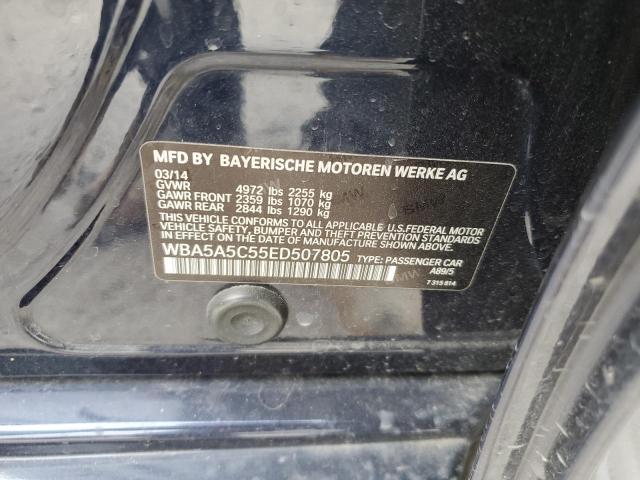 MFD BY BAYERISCHE MOTOREN WERKE AG
03/14
GVWR 4972 lbs 2255 kg
GAWR FRONT 2359 lbs 1070 kg
GAWR REAR 2844 lbs 1290 kg
THIS VEHICLE CONFORMS TO ALL APPLICABLE U.S.FEDERAL MOTOR
VEHICLE SAFETY, BUMPER AND THEFT PREVENTION STANDARDS
IN EFFECT ON THE DATE OF MANUFACTURE SHOWN ABOVE.
WBA5A5C55ED507805 TYPE: PASSENGER CAR
A89/5
7 315 814